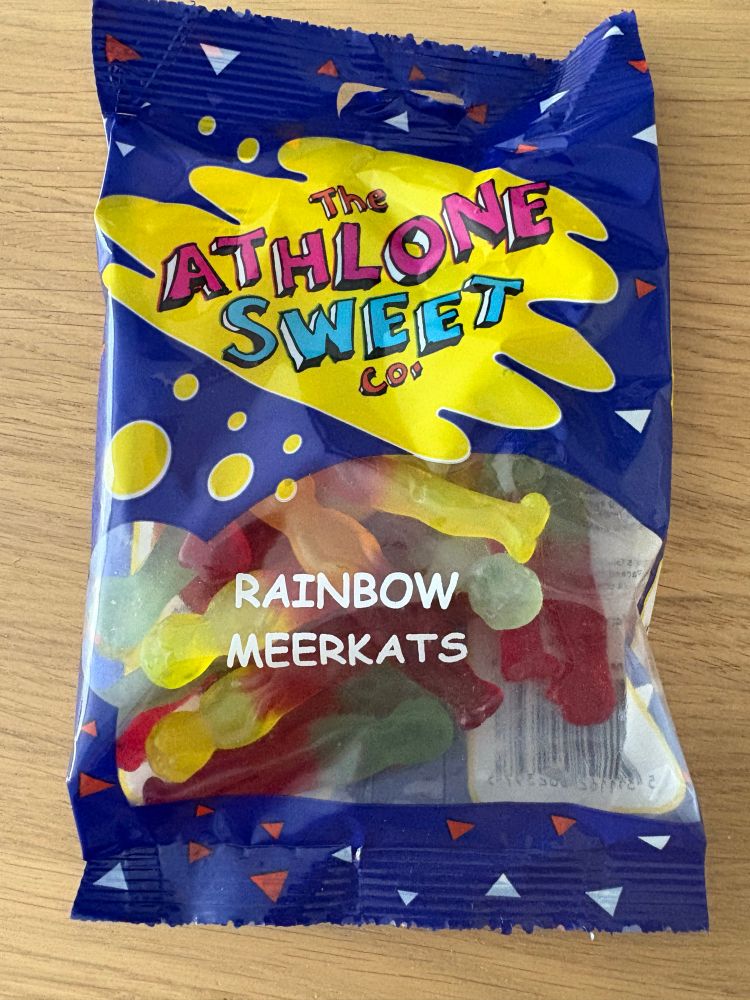 The
ATHLONE
SWEET
Co.
RAINBOW
MEERKATS